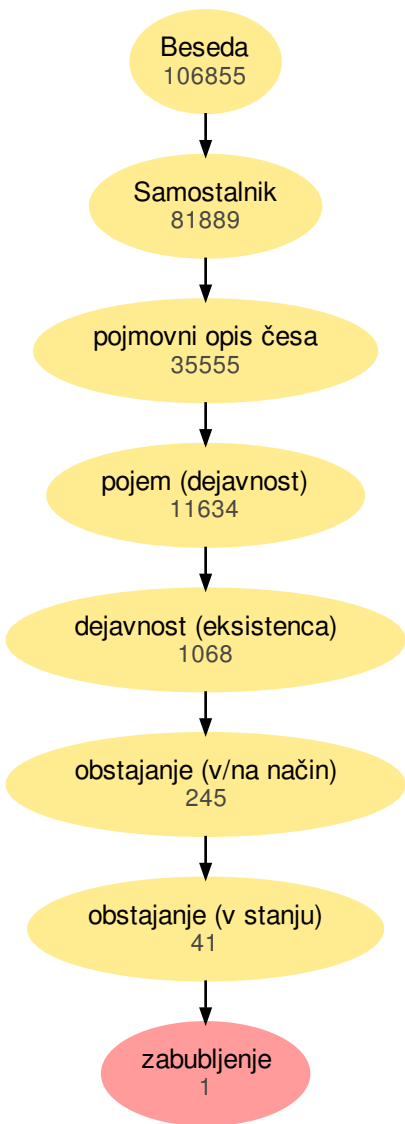 Beseda
106855
Samostalnik
81889
pojmovni opis česa
35555
pojem (dejavnost)
11634
dejavnost (eksistenca)
1068
obstajanje (v/na način)
245
obstajanje (v stanju)
41
zabubljenje
1